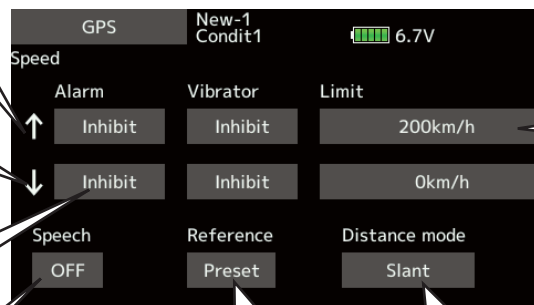 GPS
New-1
Condit1
6.7V
Speed
Alarm Vibrator Limit
↑ Inhibit Inhibit 200km/h
↓ Inhibit Inhibit 0km/h
Speech Reference Distance mode
OFF Preset Slant